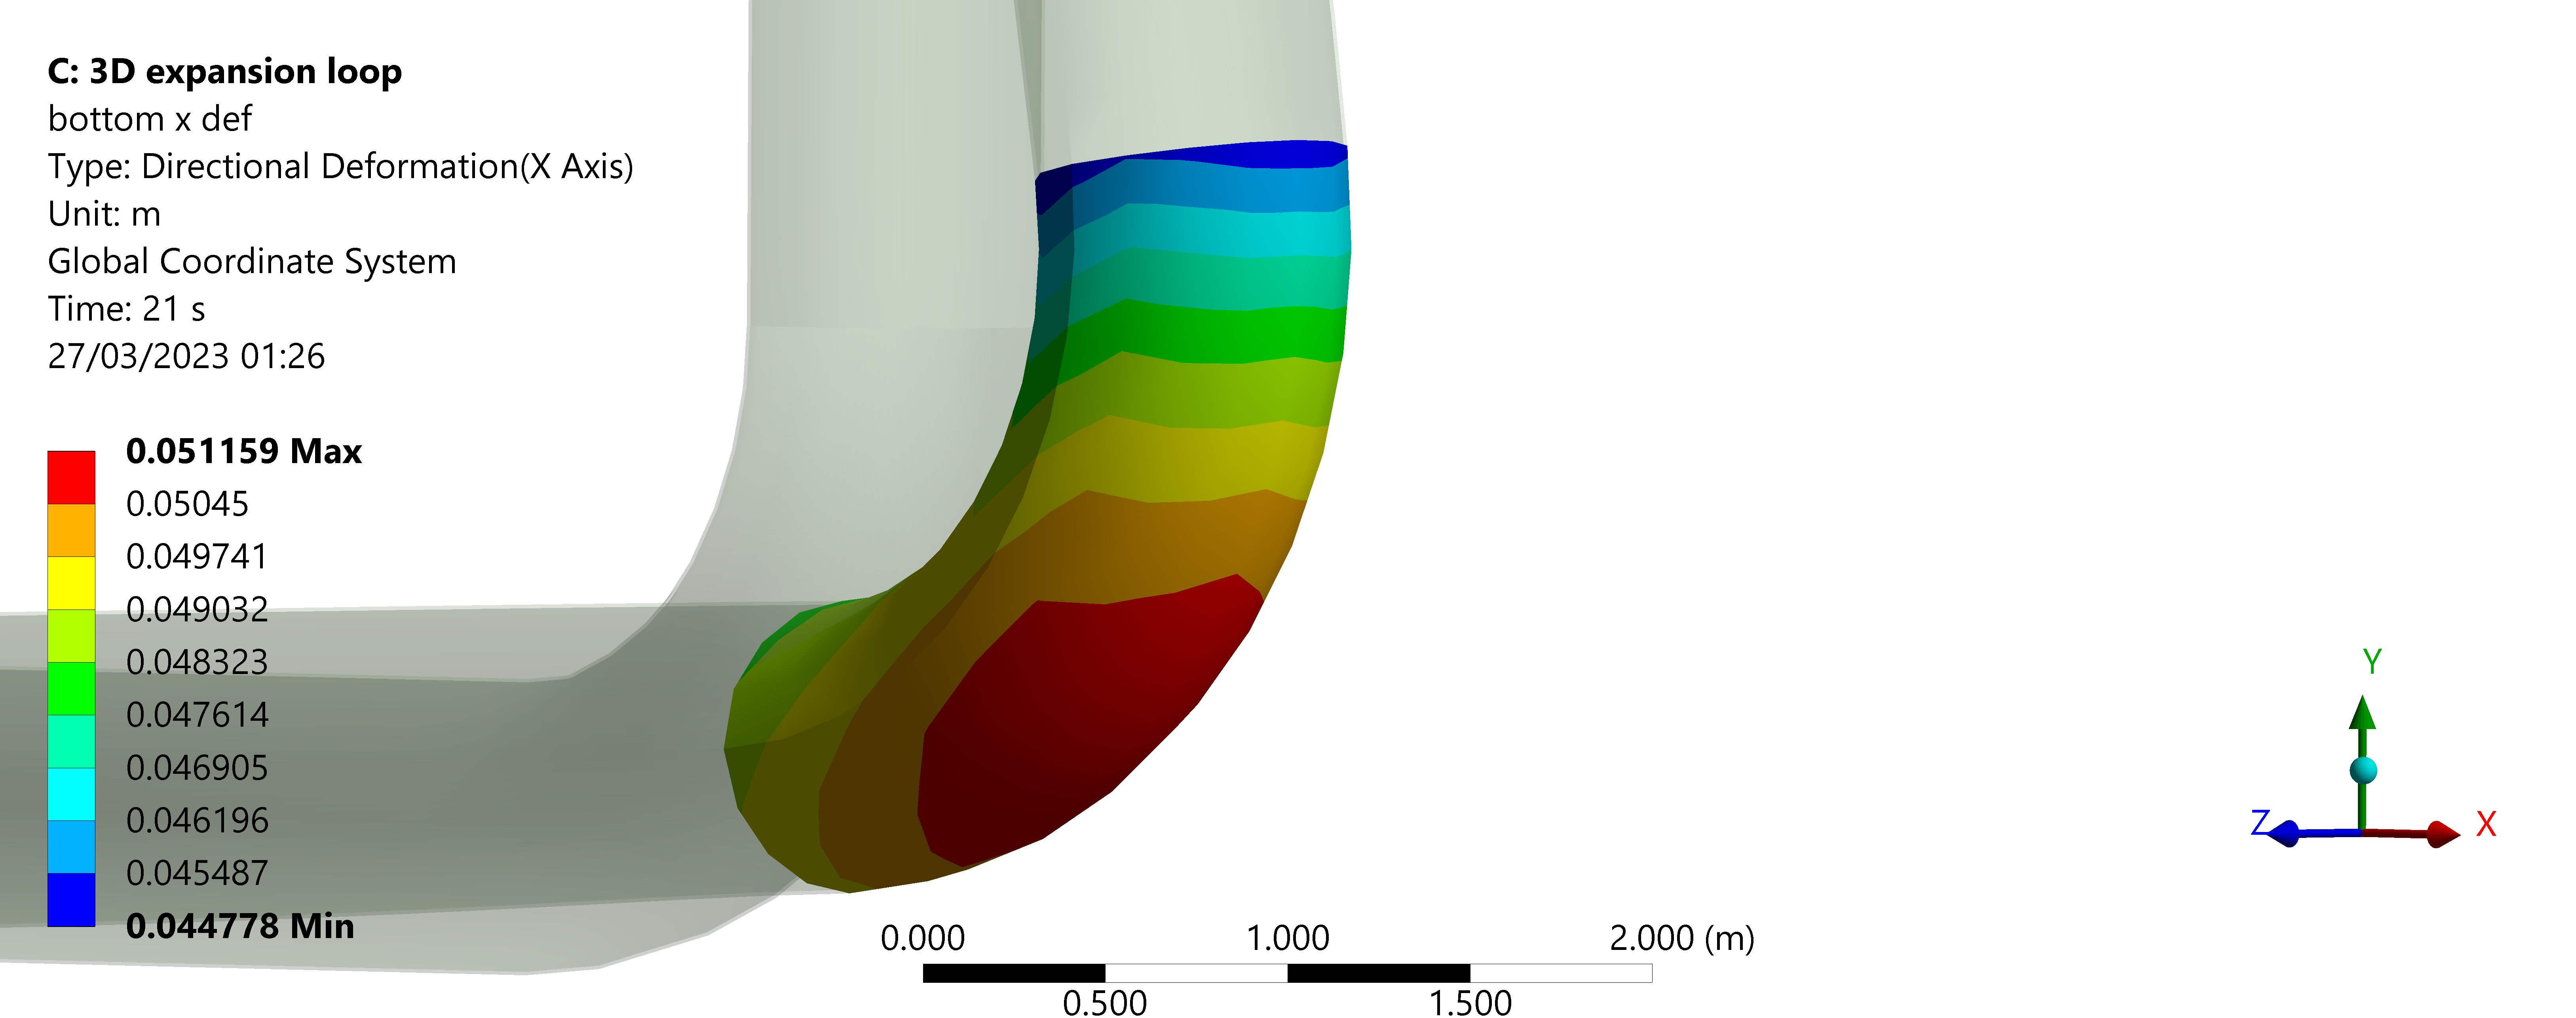 C: 3D expansion loop
bottom x def
Type: Directional Deformation(X Axis)
Unit: m
Global Coordinate System
Time: 21 s
27/03/2023 01:26
0.051159 Max
0.05045
0.049741
0.049032
0.048323
0.047614
0.046905
0.046196
0.045487
0.044778 Min
0.000 1.000 2.000 (m)
0.500 1.500
Y
Z X